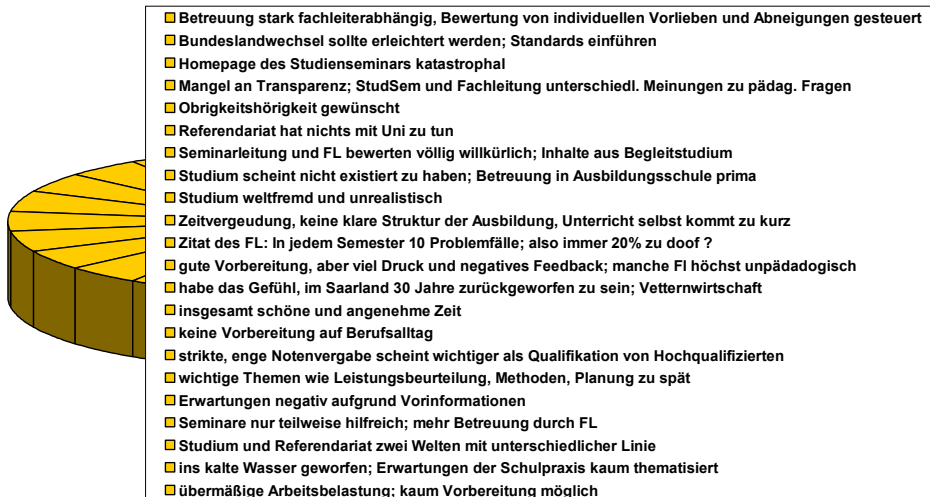 Betreuung stark fachleiterabhängig, Bewertung von individuellen Vorlieben und Abneigungen gesteuert
Bundeslandwechsel sollte erleichtert werden; Standards einführen
Homepage des Studienseminars katastrophal
Mangel an Transparenz; StudSem und Fachleitung unterschiedl. Meinungen zu pädag. Fragen
Obrigkeitshörigkeit gewünscht
Referendariat hat nichts mit Uni zu tun
Seminarleitung und FL bewerten völlig willkürlich; Inhalte aus Begleitstudium
Studium scheint nicht existiert zu haben; Betreuung in Ausbildungsschule prima
Studium weltfremd und unrealistisch
Zeitvergeudung, keine klare Struktur der Ausbildung, Unterricht selbst kommt zu kurz
Zitat des FL: In jedem Semester 10 Problemfälle; also immer 20% zu doof ?
gute Vorbereitung, aber viel Druck und negatives Feedback; manche Fl höchst unpädadogisch
habe das Gefühl, im Saarland 30 Jahre zurückgeworfen zu sein; Vetternwirtschaft
insgesamt schöne und angenehme Zeit
keine Vorbereitung auf Berufsalltag
strikte, enge Notenvergabe scheint wichtiger als Qualifikation von Hochqualifizierten
wichtige Themen wie Leistungsbeurteilung, Methoden, Planung zu spät
Erwartungen negativ aufgrund Vorinformationen
Seminare nur teilweise hilfreich; mehr Betreuung durch FL
Studium und Referendariat zwei Welten mit unterschiedlicher Linie
ins kalte Wasser geworfen; Erwartungen der Schulpraxis kaum thematisiert
übermäßige Arbeitsbelastung; kaum Vorbereitung möglich